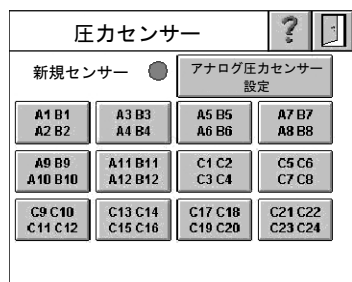 圧力センサー
?
新規センサー
アナログ圧力センサー
設定
A1 B1
A2 B2
A3 B3
A4 B4
A5 B5
A6 B6
A7 B7
A8 B8
A9 B9
A10 B10
A11 B11
A12 B12
C1 C2
C3 C4
C5 C6
C7 C8
C9 C10
C11 C12
C13 C14
C15 C16
C17 C18
C19 C20
C21 C22
C23 C24